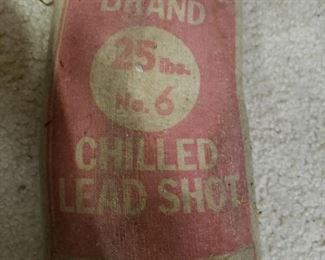 BRAND
25 lbs.
No. 6
CHILLED
LEAD SHOT